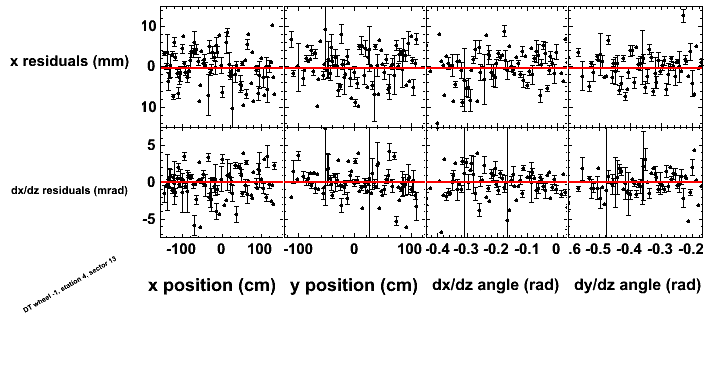 10
x residuals (mm)
0
10
5
dx/dz residuals (mrad)
0
-5
-100 0 100 -100 0 100 -0.4 -0.3 -0.2 -0.1 0 .6 -0.5 -0.4 -0.3 -0.2
x position (cm) y position (cm) dx/dz angle (rad) dy/dz angle (rad)
DT wheel -1, station 4, sector 13